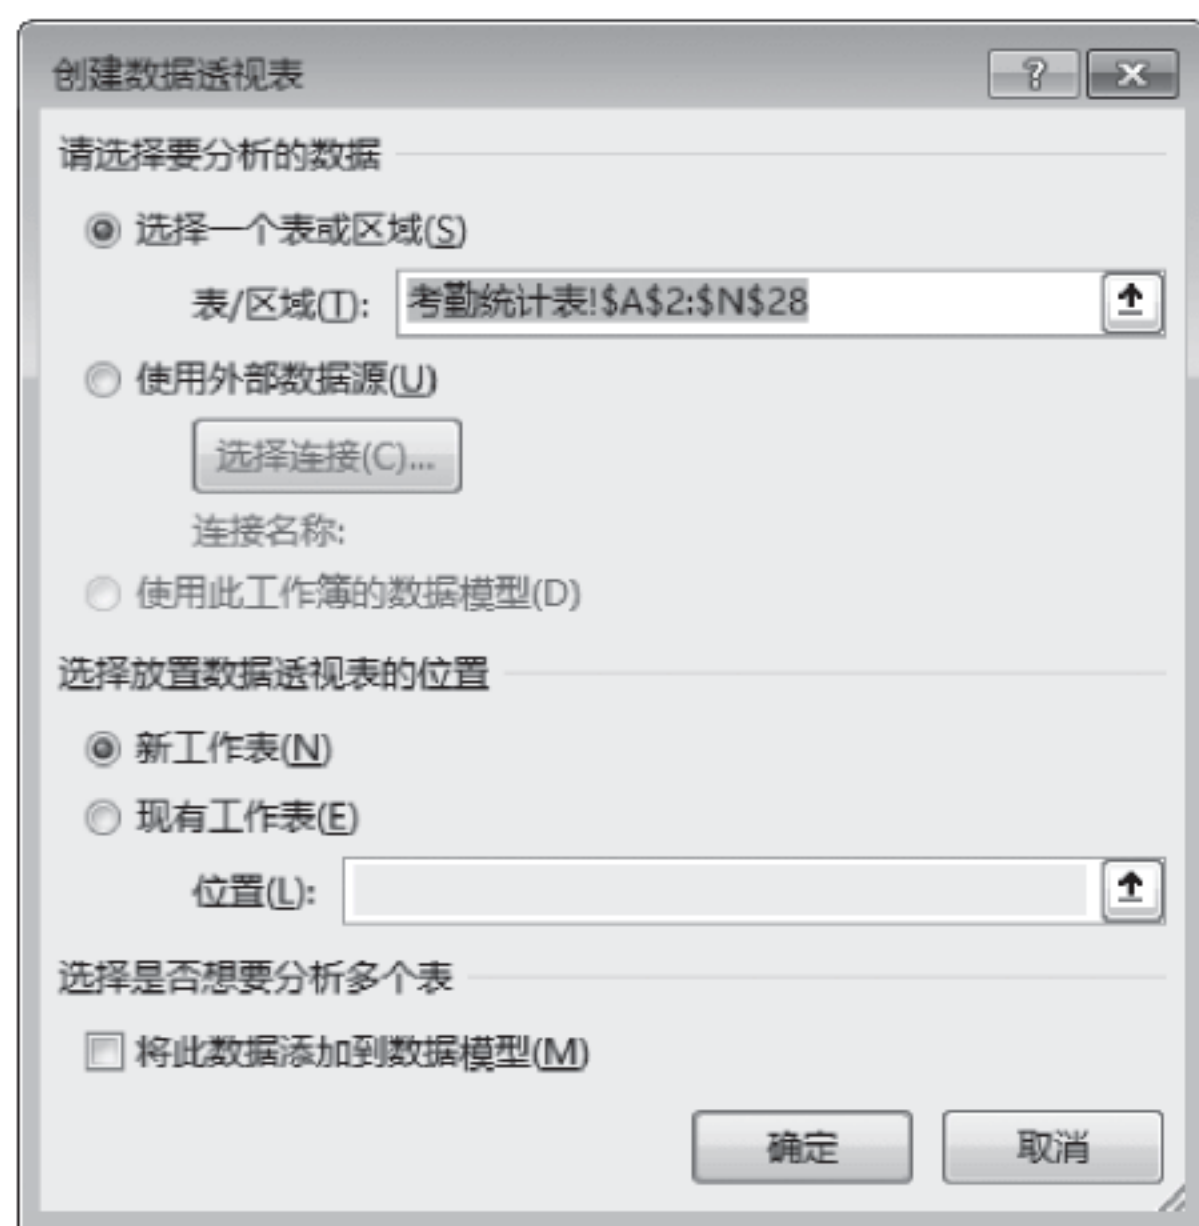 创建数据透视表
请选择要分析的数据
选择一个表或区域(S)
表/区域(T): 考勤统计表!$A$2:$N$28
使用外部数据源(U)
选择连接(C)...
连接名称:
使用此工作簿的数据模型(D)
选择放置数据透视表的位置
新工作表(N)
现有工作表(E)
位置(L):
选择是否想要分析多个表
将此数据添加到数据模型(M)
确定 取消